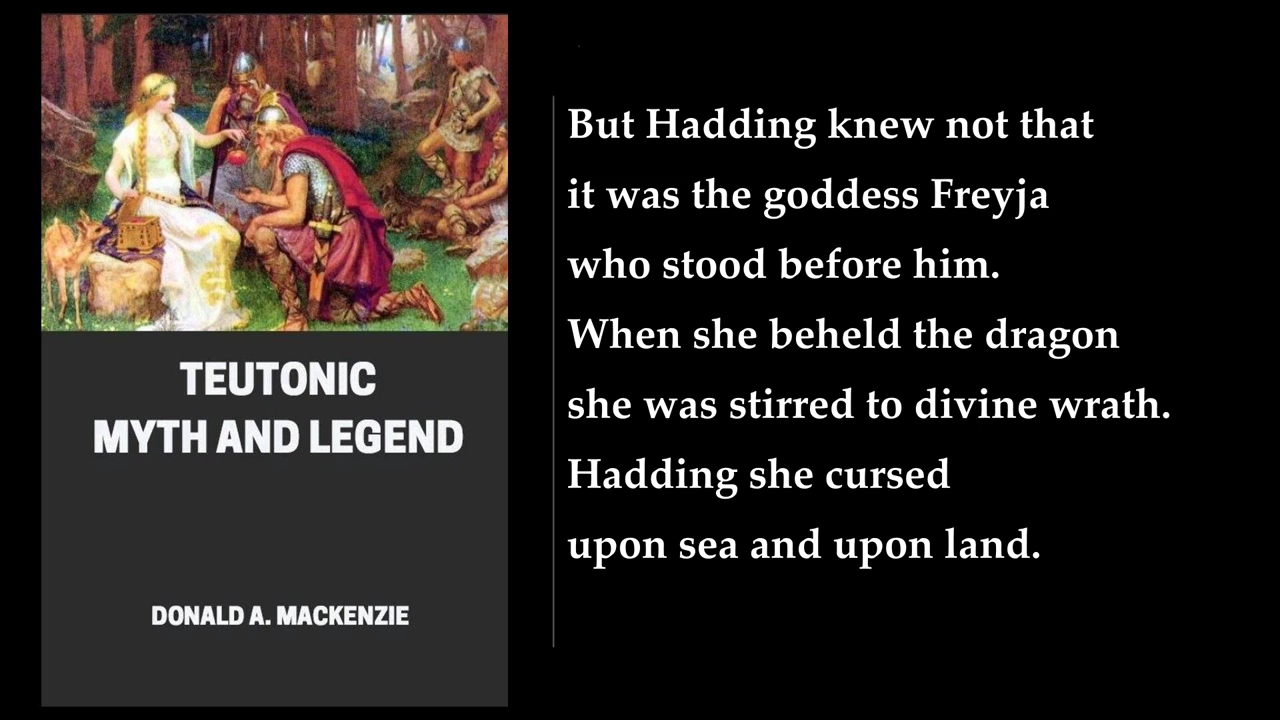 TEUTONIC
MYTH AND LEGEND
DONALD A. MACKENZIE
But Hadding knew not that
it was the goddess Freyja
who stood before him.
When she beheld the dragon
she was stirred to divine wrath.
Hadding she cursed
upon sea and upon land.